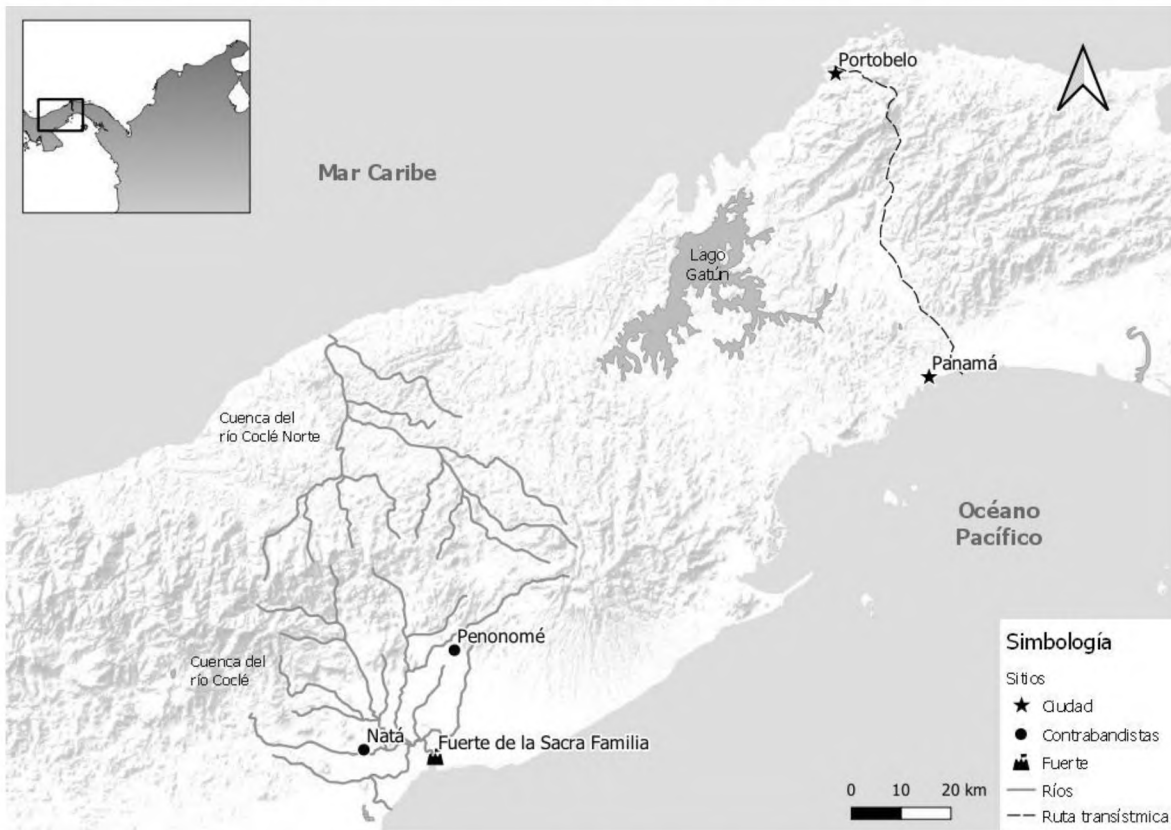 Portobelo
Mar Caribe
Lago
Gatún
Panamá
Cuenca del
río Coclé Norte
Océano
Pacífico
Penonomé
Cuenca del
río Coclé
Natá
Fuerte de la Sacra Familia
Simbología
Sitios
Ciudad
Contrabandistas
Fuerte
Ríos
Ruta transístmica
0 10 20 km